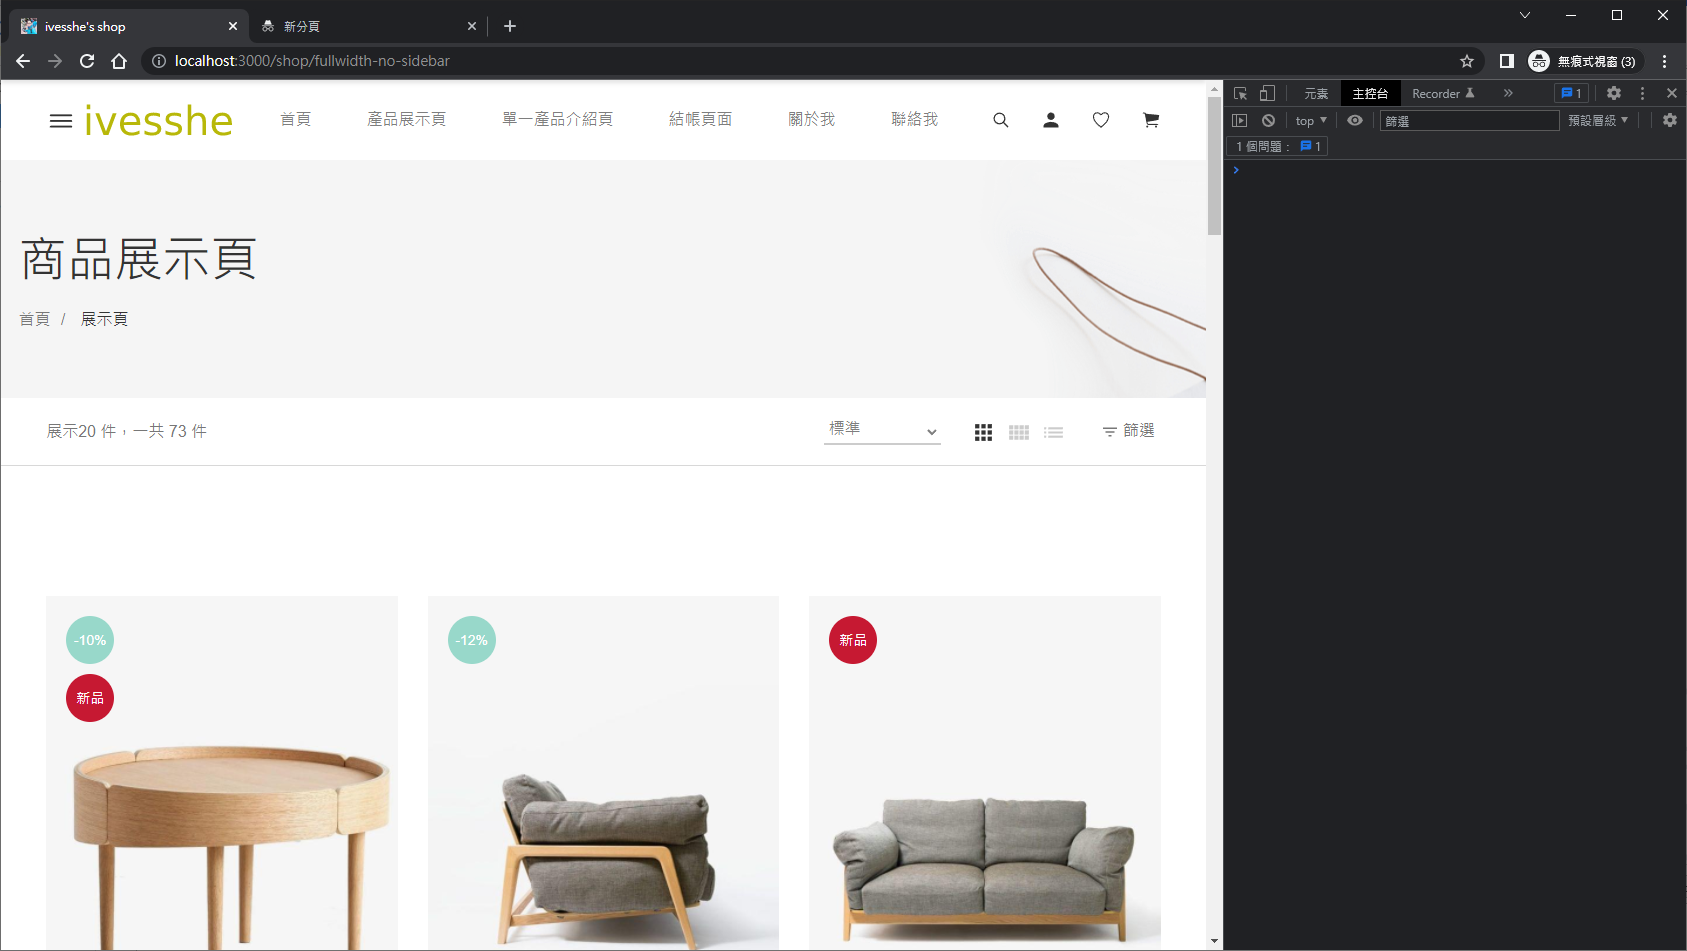 ivesshe's shop
新分頁
localhost:3000/shop/fullwidth-no-sidebar
無痕式視窗 (3)
元素 主控台 Recorder 1
top 篩選 預設層級
1 個問題： 1
ivesshe 首頁 產品展示頁 單一產品介紹頁 結帳頁面 關於我 聯絡我
商品展示頁
首頁 / 展示頁
展示20 件，一共 73 件 標準 篩選
-10% -12% 新品
新品